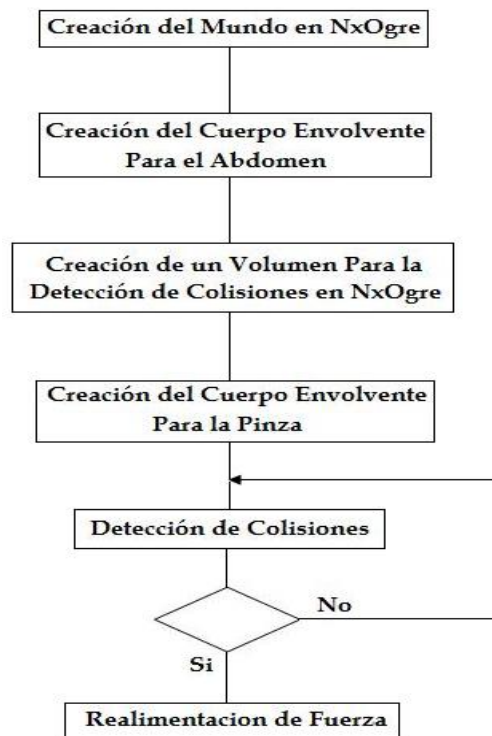 Creación del Mundo en NxOgre
Creación del Cuerpo Envolvente
Para el Abdomen
Creación de un Volumen Para la
Detección de Colisiones en NxOgre
Creación del Cuerpo Envolvente
Para la Pinza
Detección de Colisiones
No
Si
Realimentacion de Fuerza